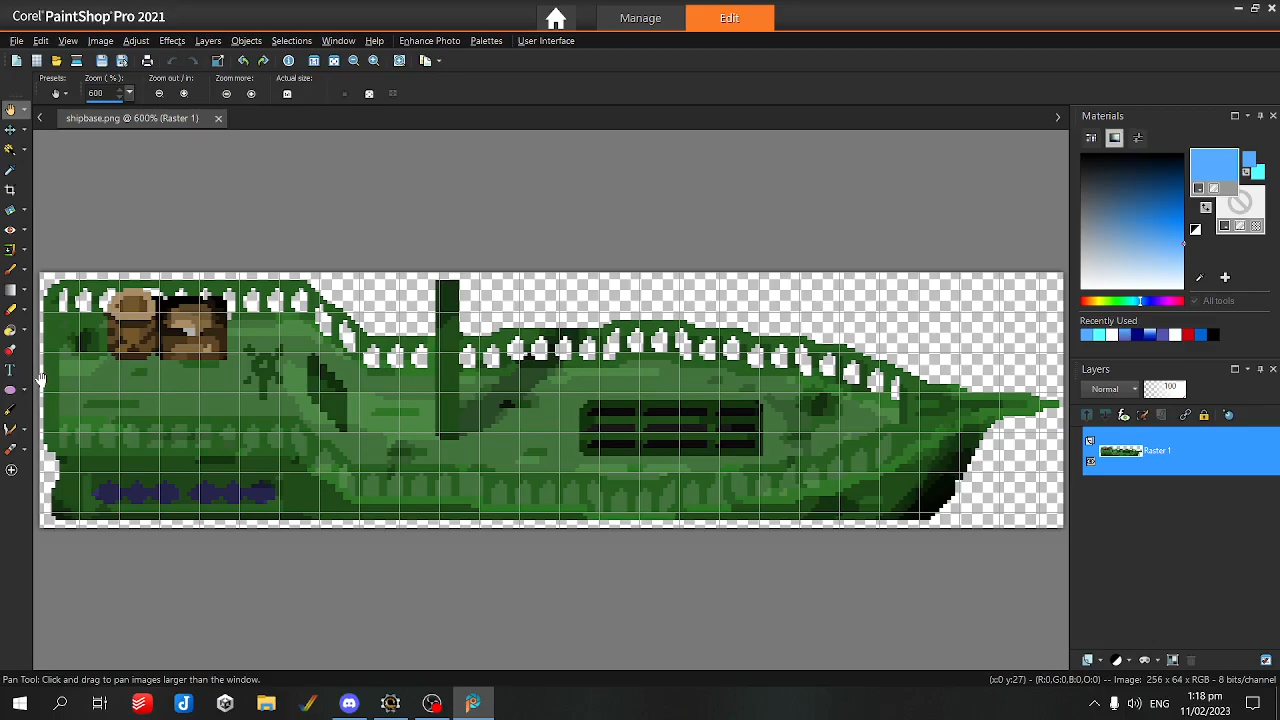 Corel PaintShop Pro 2021
Manage
Edit
File Edit View Image Adjust Effects Layers Objects Selections Window Help Enhance Photo Palettes User Interface
Presets: Zoom (%): Zoom out / in: Zoom more: Actual size:
600
shipbase.png @ 600% (Raster 1)
Materials
All tools
Recently Used
Layers
Normal
100
Raster 1
Pan Tool: Click and drag to pan images larger than the window.
(x:0 y:27) -- (R:0,G:0,B:0,O:0) -- Image: 256 x 64 x RGB - 8 bits/channel
ENG
1:18 pm
11/02/2023